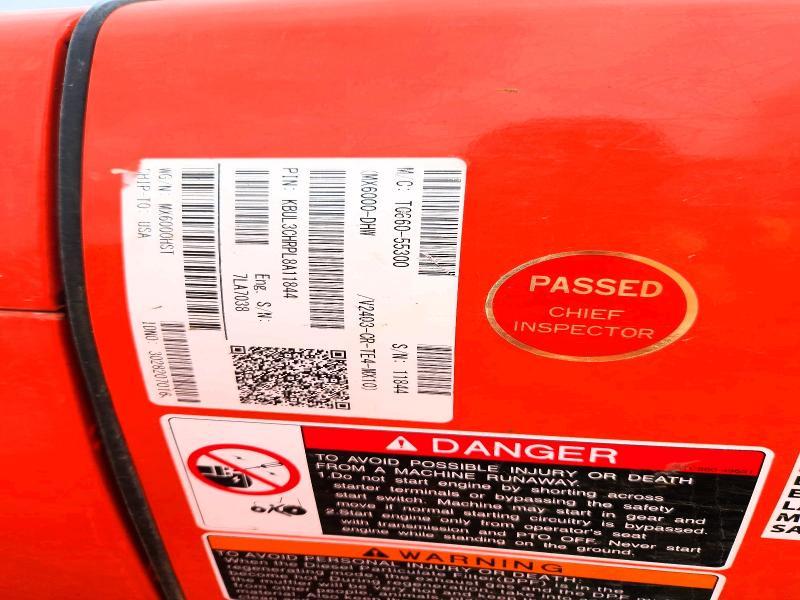 M/C: TC660-55300
S/N: 11844
(MX6000-DHW
/V2403-CR-TE4-MX10)
PIN: KBUL3CHRPL8A11844
Eng. S/N:
7LA7038
WG/N: MX6000HST
SHIP-TO: USA
PASSED
CHIEF
INSPECTOR
DANGER
TO AVOID POSSIBLE INJURY OR DEATH
FROM A MACHINE RUNAWAY.
1.Do not start engine by shorting across
starter terminals or bypassing the safety
start switch. Machine may start in gear and
move if normal starting circuitry is bypassed.
2.Start engine only from operator's seat
with transmission and PTO OFF. Never start
engine while standing on the ground.
WARNING
TO AVOID PERSONAL INJURY OR DEATH: